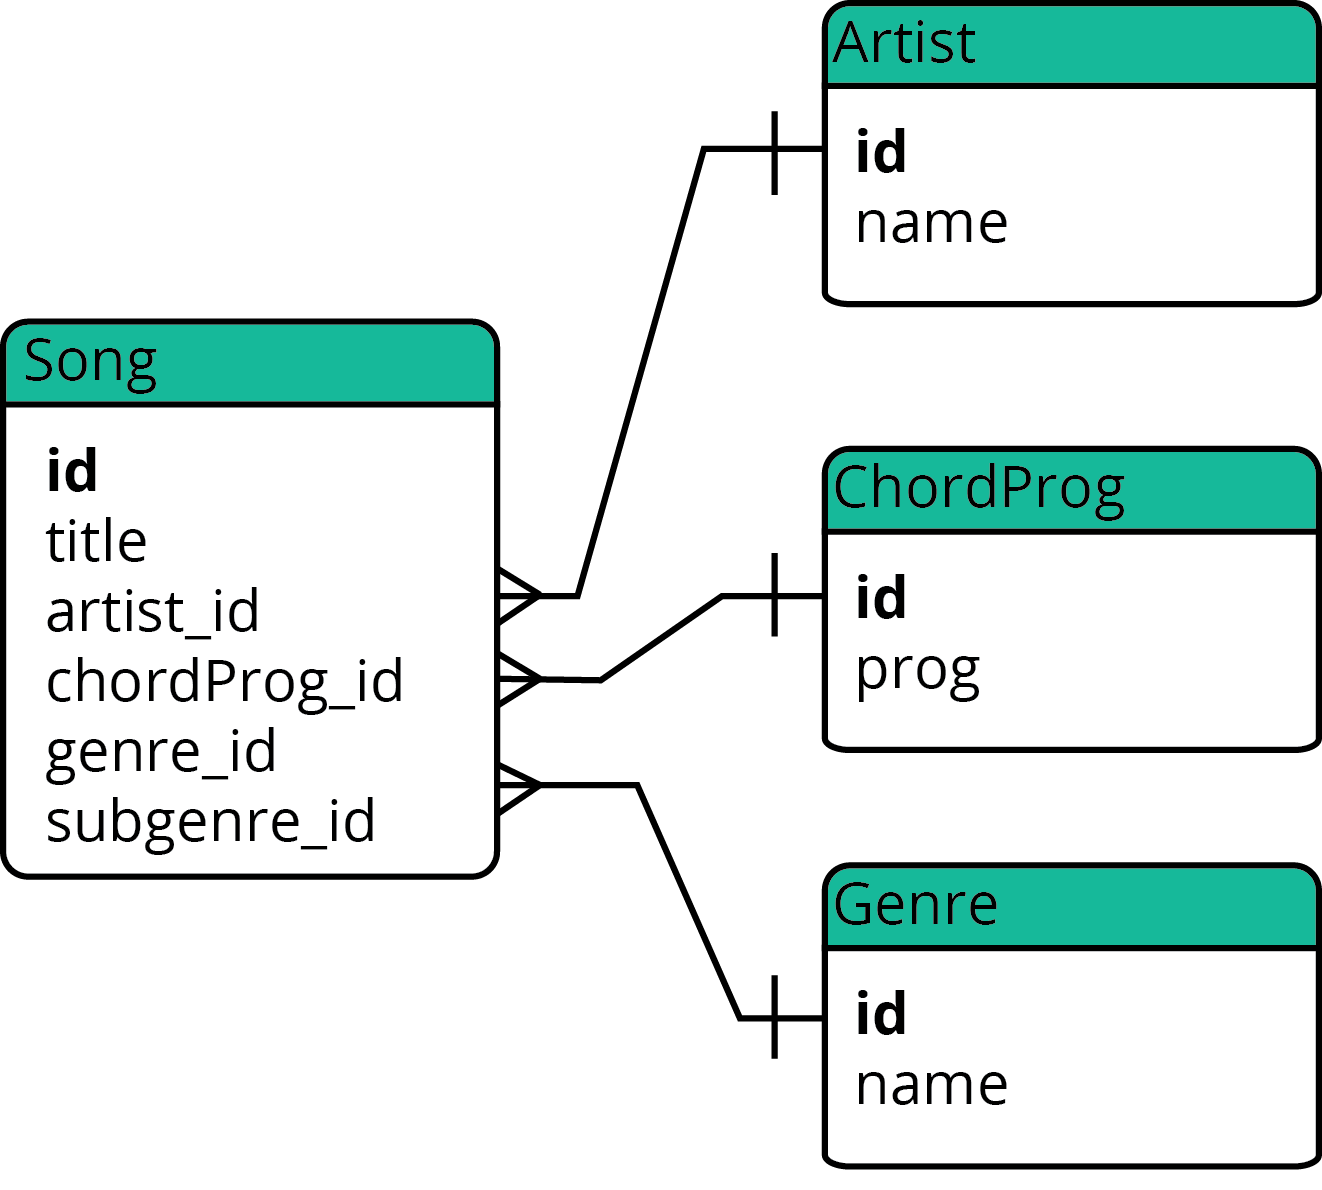 Artist
id
name
Song
id
title
artist_id
chordProg_id
genre_id
subgenre_id
ChordProg
id
prog
Genre
id
name